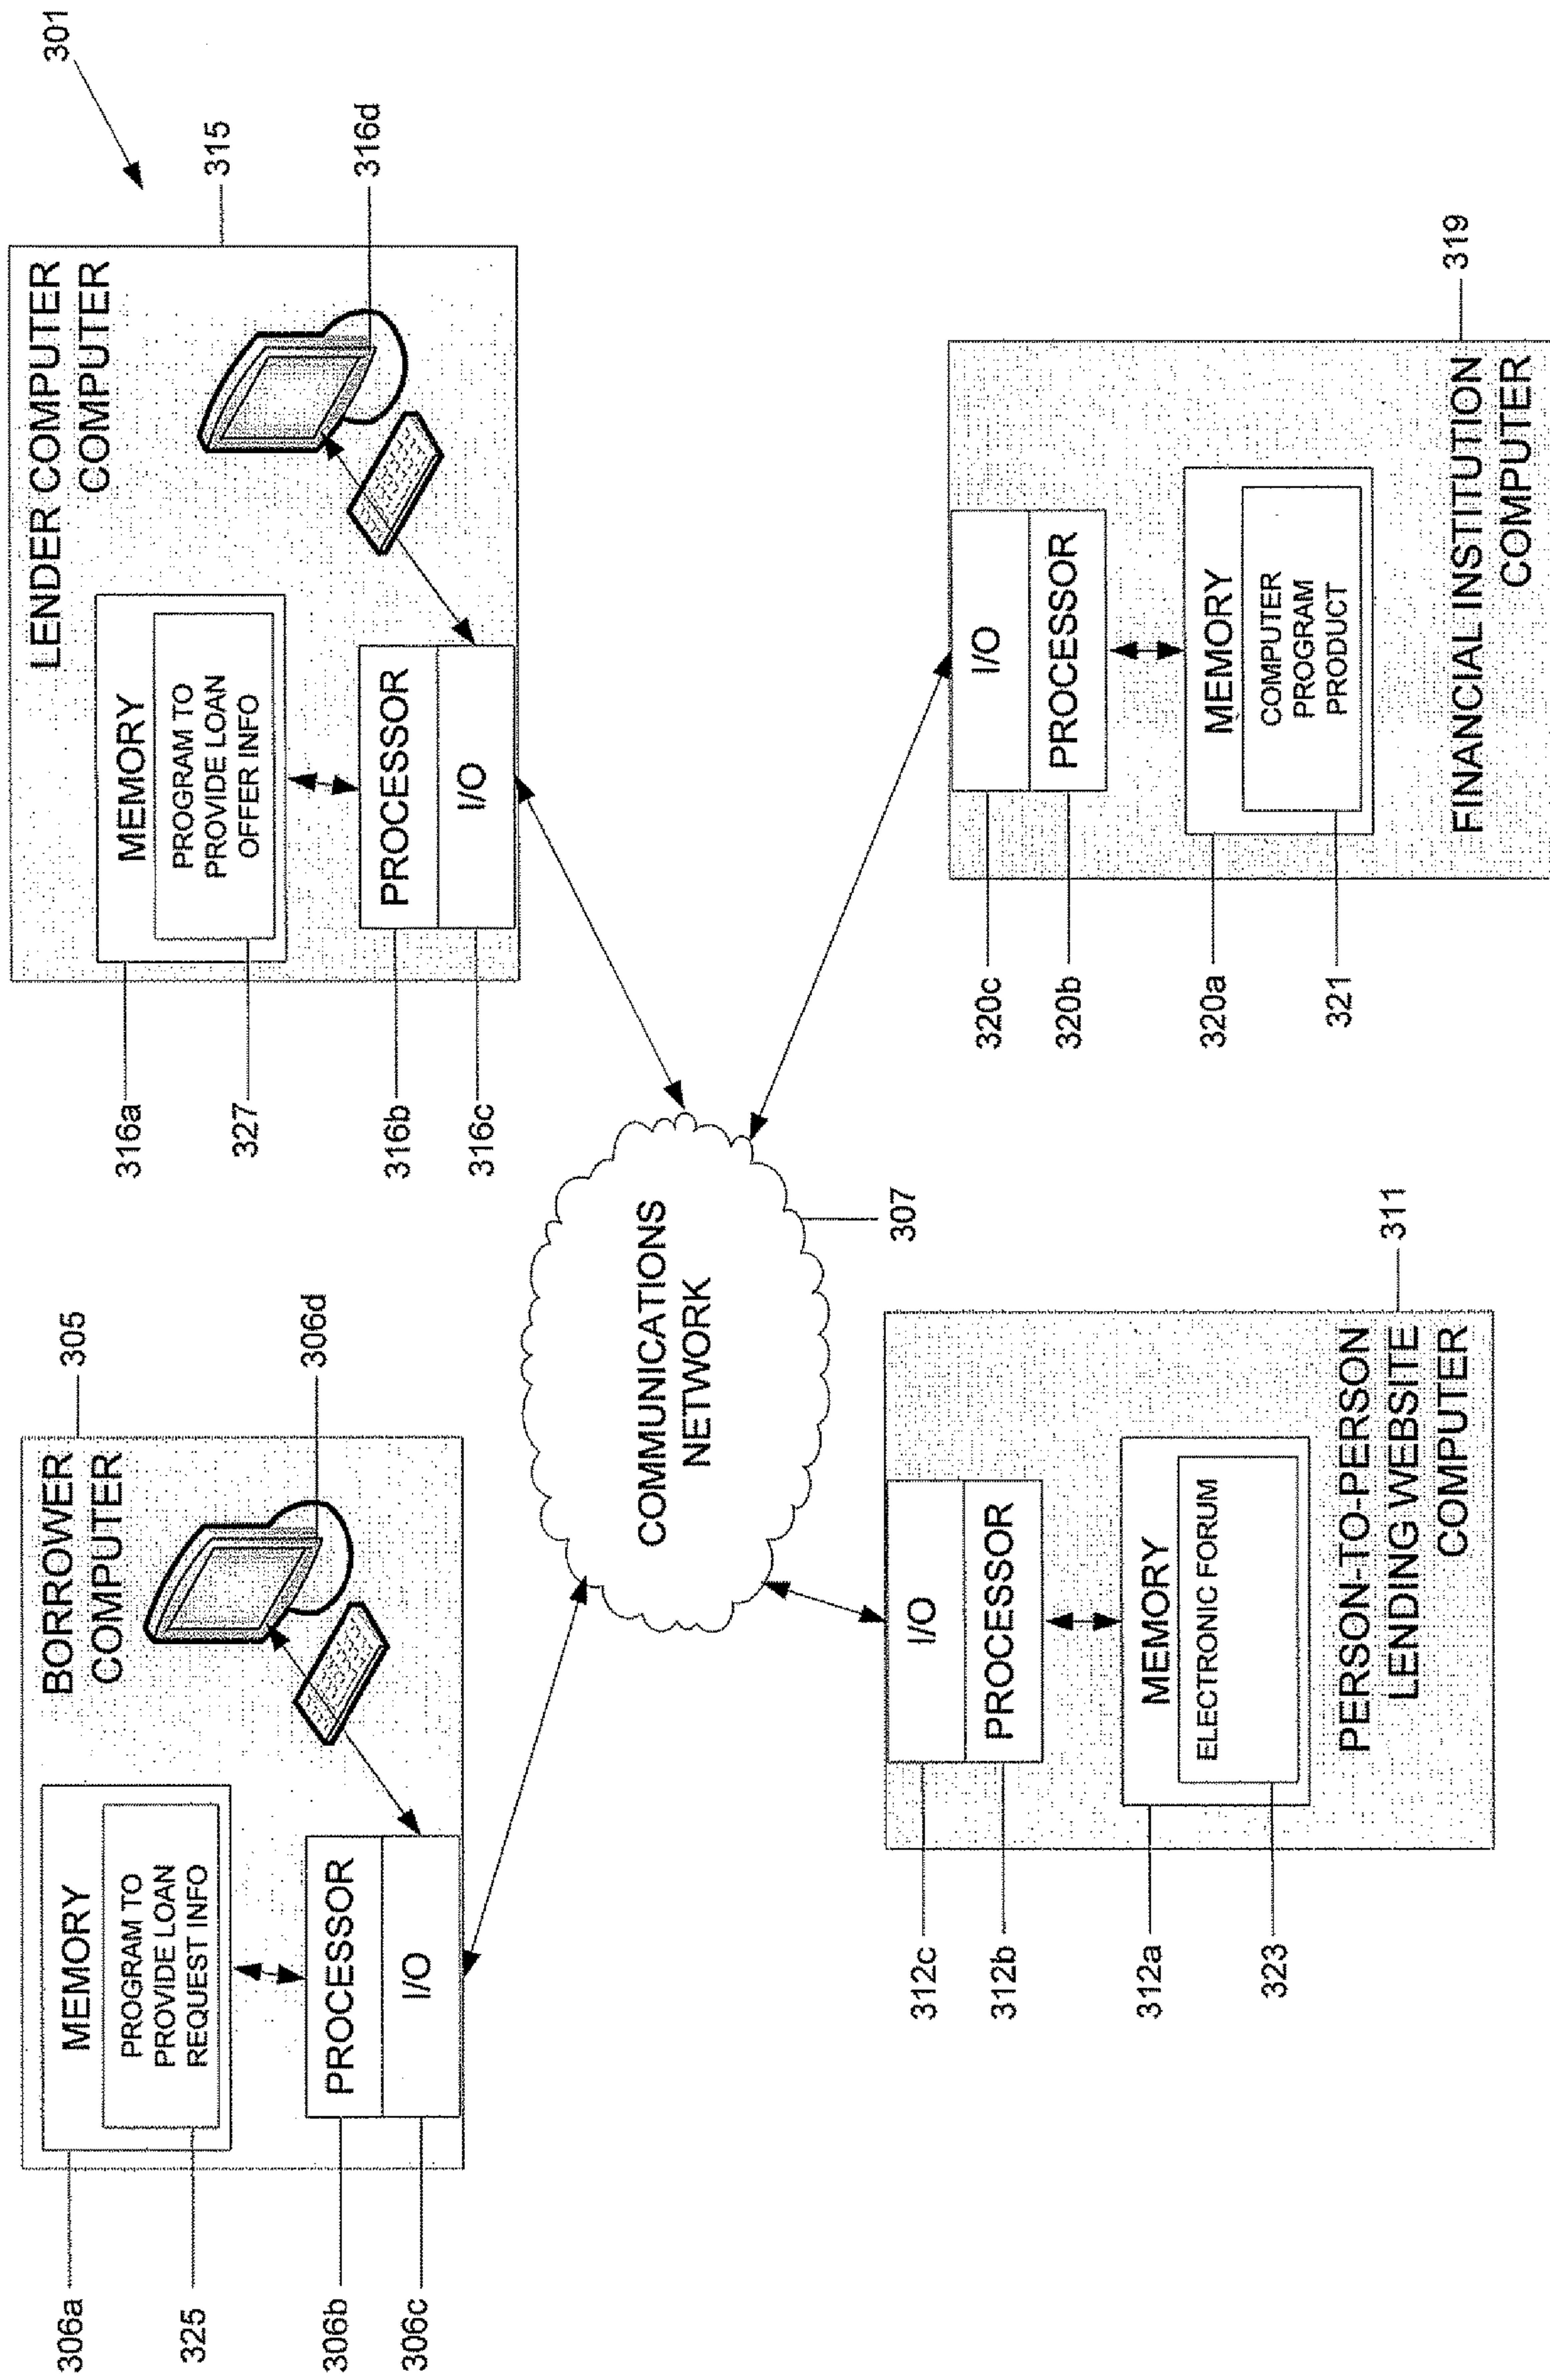 301
BORROWER
COMPUTER
305
306d
MEMORY
PROGRAM TO
PROVIDE LOAN
REQUEST INFO
PROCESSOR
I/O
306a
325
306b
306c
LENDER COMPUTER
COMPUTER
315
316d
MEMORY
PROGRAM TO
PROVIDE LOAN
OFFER INFO
PROCESSOR
I/O
316a
327
316b
316c
COMMUNICATIONS
NETWORK
307
312c
312b
312a
323
I/O
PROCESSOR
MEMORY
ELECTRONIC FORUM
PERSON-TO-PERSON
LENDING WEBSITE
COMPUTER
311
320c
320b
320a
321
I/O
PROCESSOR
MEMORY
COMPUTER
PROGRAM
PRODUCT
FINANCIAL INSTITUTION
COMPUTER
319